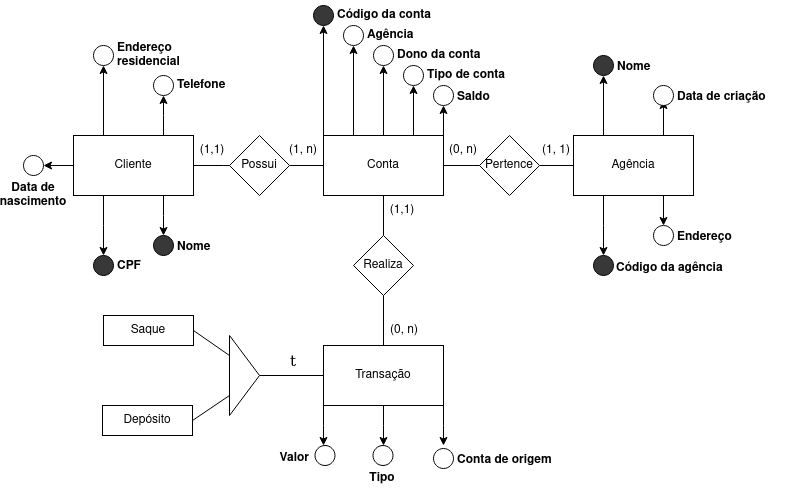 Código da conta
Agência
Dono da conta
Tipo de conta
Saldo
Endereço
residencial
Telefone
Nome
Data de criação
(1,1)
(1, n)
(0, n)
(1, 1)
Cliente
Possui
Conta
Pertence
Agência
Data de
nascimento
(1,1)
Nome
CPF
Endereço
Código da agência
Realiza
(0, n)
Saque
t
Transação
Depósito
Valor
Tipo
Conta de origem